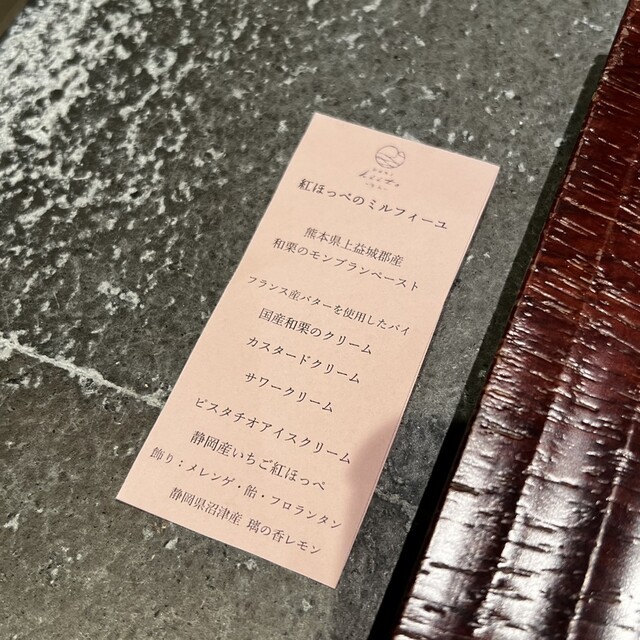 紅ほっぺのミルフィーユ
熊本県上益城郡産
和栗のモンブランペースト
フランス産バターを使用したパイ
国産和栗のクリーム
カスタードクリーム
サワークリーム
ピスタチオアイスクリーム
静岡産いちご紅ほっぺ
飾り：メレンゲ・飴・フロランタン
静岡県沼津産 璃の香レモン